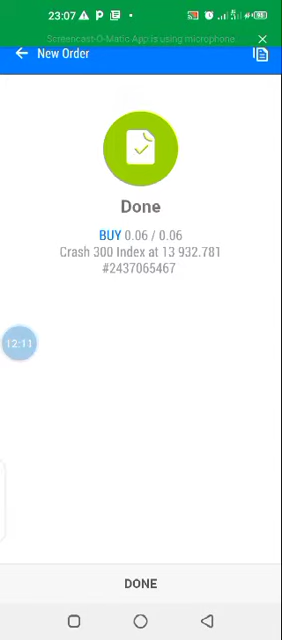 23:07
Screencast-O-Matic App is using microphone.
New Order
Done
BUY 0.06 / 0.06
Crash 300 Index at 13 932.781
#2437065467
12:11
DONE